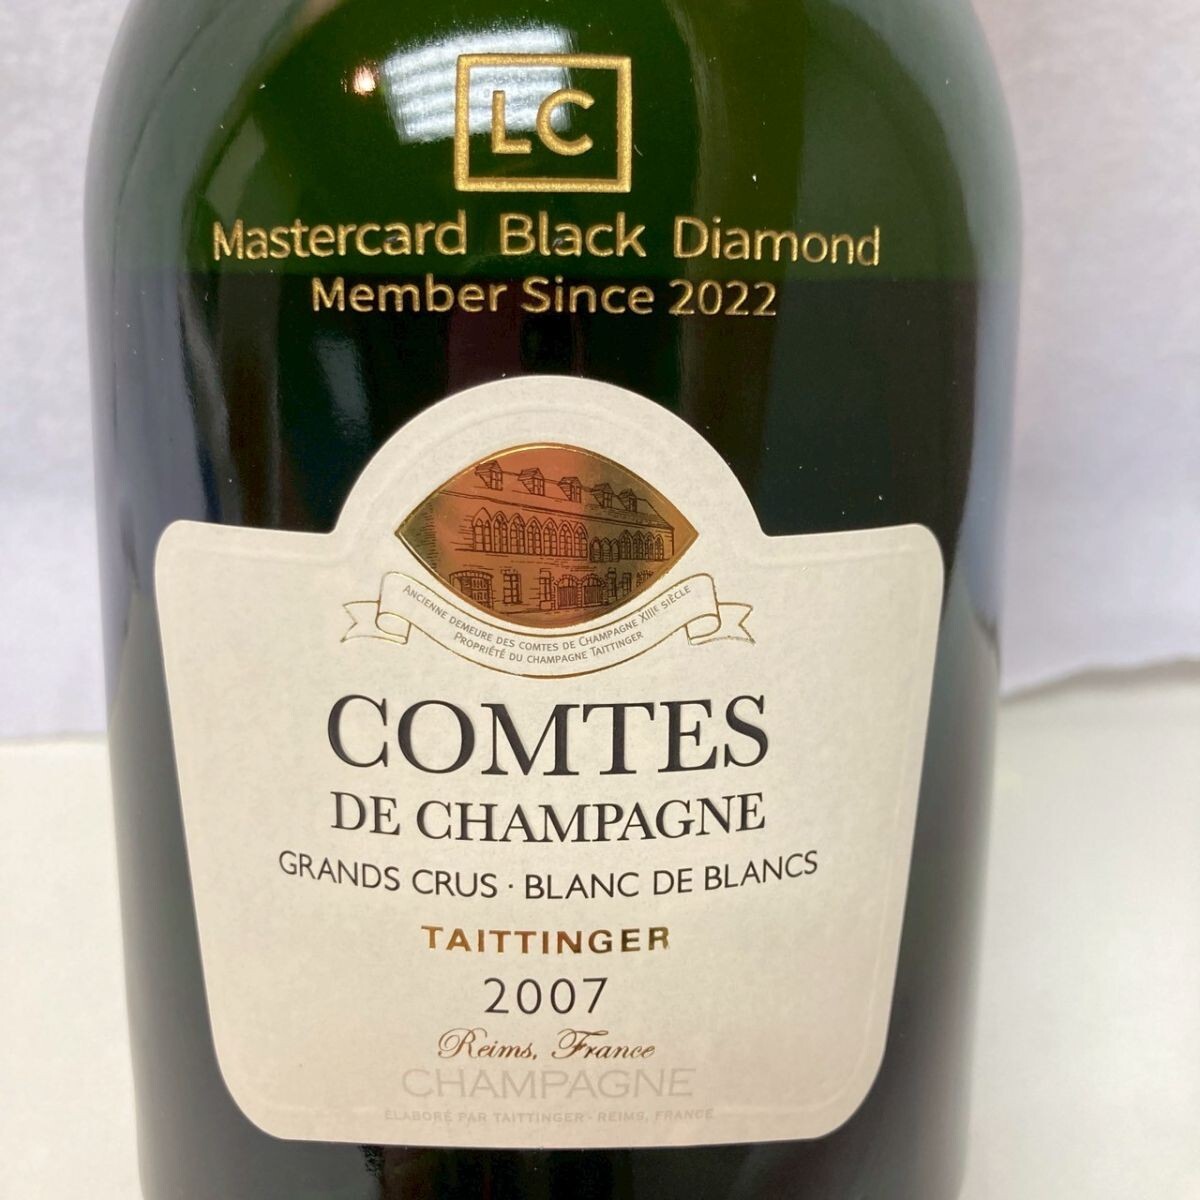 LC
Mastercard Black Diamond
Member Since 2022
ANCIENNE DEMEURE DES COMTES DE CHAMPAGNE XIIIE SIÈCLE
PROPRIÉTÉ DU CHAMPAGNE TAITTINGER
COMTES
DE CHAMPAGNE
GRANDS CRUS · BLANC DE BLANCS
TAITTINGER
2007
Reims, France
CHAMPAGNE
ÉLABORÉ PAR TAITTINGER - REIMS, FRANCE